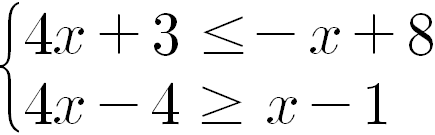 4x + 3 ≤ − x + 8
4x − 4 ≥ x − 1